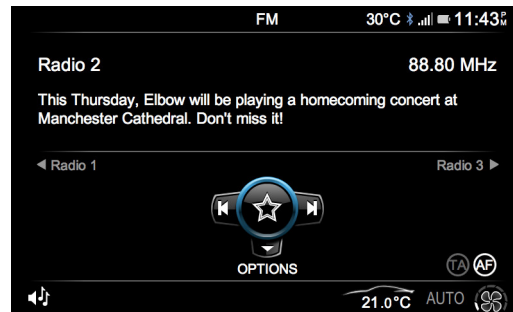 FM
30°C
11:43PM
Radio 2
88.80 MHz
This Thursday, Elbow will be playing a homecoming concert at
Manchester Cathedral. Don't miss it!
Radio 1
Radio 3
OPTIONS
TA AF
21.0°C AUTO